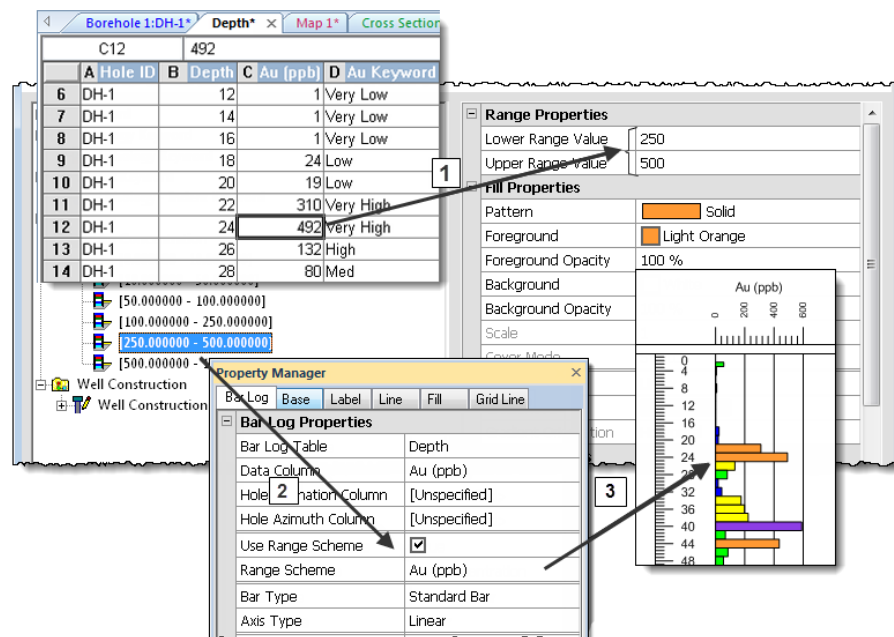 Borehole 1:DH-1* Depth* × Map 1* Cross Section
C12 492
A Hole ID B Depth C Au (ppb) D Au Keyword
6 DH-1 12 1 Very Low
7 DH-1 14 1 Very Low
8 DH-1 16 1 Very Low
9 DH-1 18 24 Low
10 DH-1 20 19 Low
11 DH-1 22 310 Very High
12 DH-1 24 492 Very High
13 DH-1 26 132 High
14 DH-1 28 80 Med
[50.000000 - 100.000000]
[100.000000 - 250.000000]
[250.000000 - 500.000000]
[500.000000 -
Well Construction
Well Construction
1
Range Properties
Lower Range Value 250
Upper Range Value 500
Fill Properties
Pattern Solid
Foreground Light Orange
Foreground Opacity 100 %
Background
Background Opacity
Scale
Property Manager ×
Bar Log Base Label Line Fill Grid Line
Bar Log Properties
Bar Log Table Depth
Data Column Au (ppb)
2
Column [Unspecified]
Hole Azimuth Column [Unspecified]
Use Range Scheme
Range Scheme Au (ppb)
Bar Type Standard Bar
Axis Type Linear
3
Au (ppb)
0 200 400 600
0
4
8
12
16
20
24
28
32
36
40
44
48